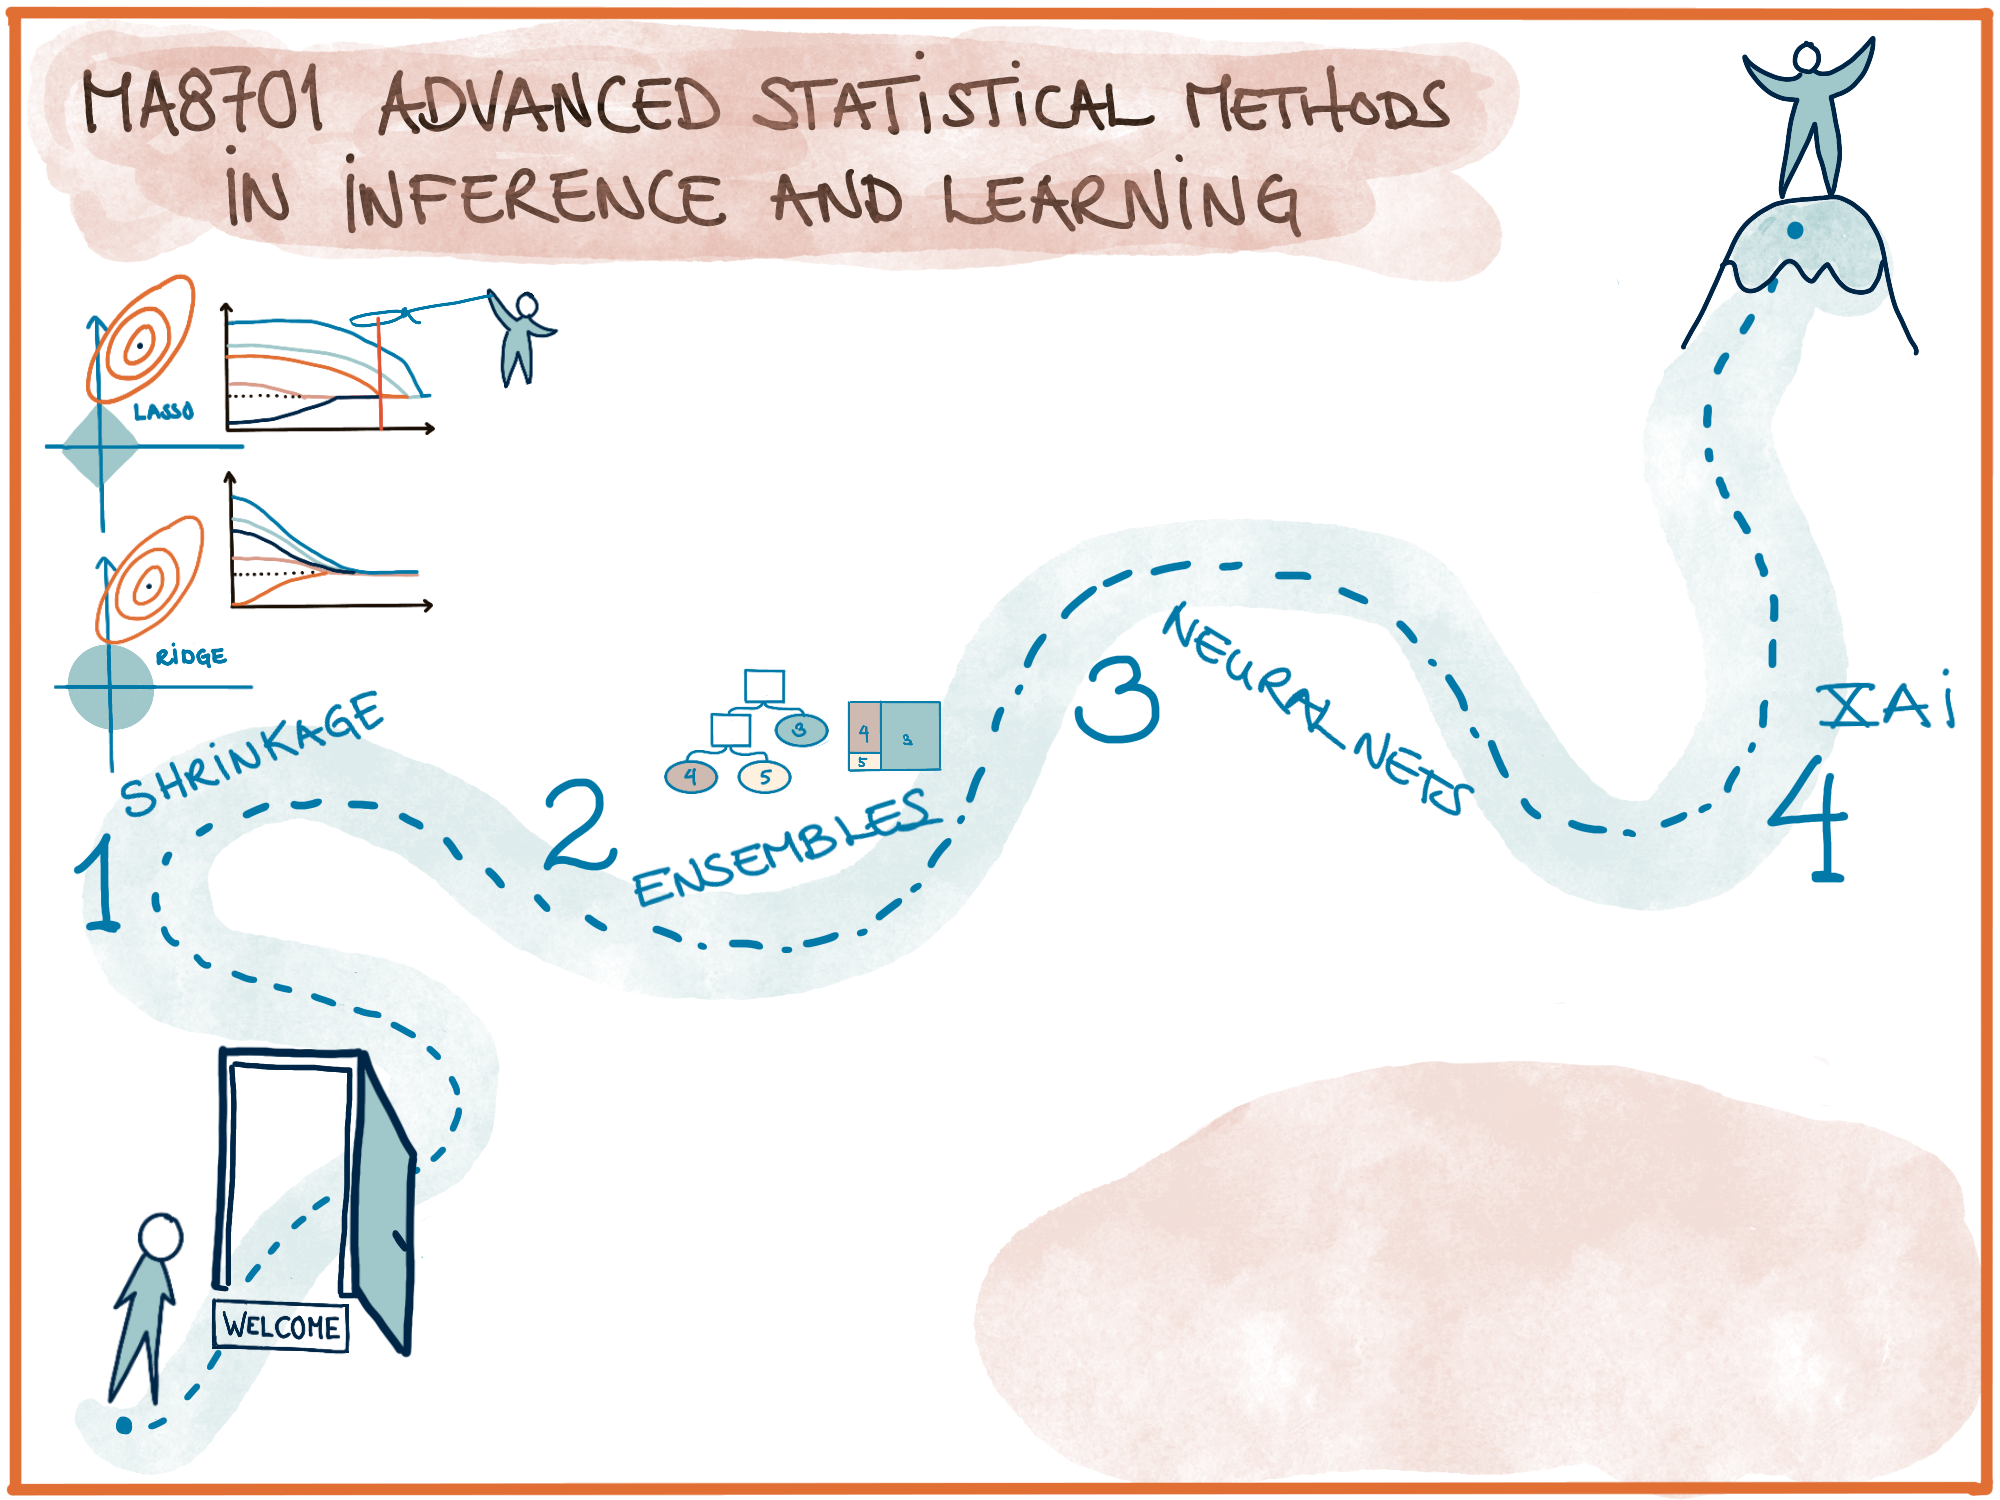 MA8701 ADVANCED STATiSTiCAL METHODS
iN iNFERENCE AND LEARNiNG
LASSO
RiDGE
SHRiNKAGE
1
2
3
4
5
4
3
5
ENSEMBLES
3
NEURAL NETS
XAi
4
WELCOME